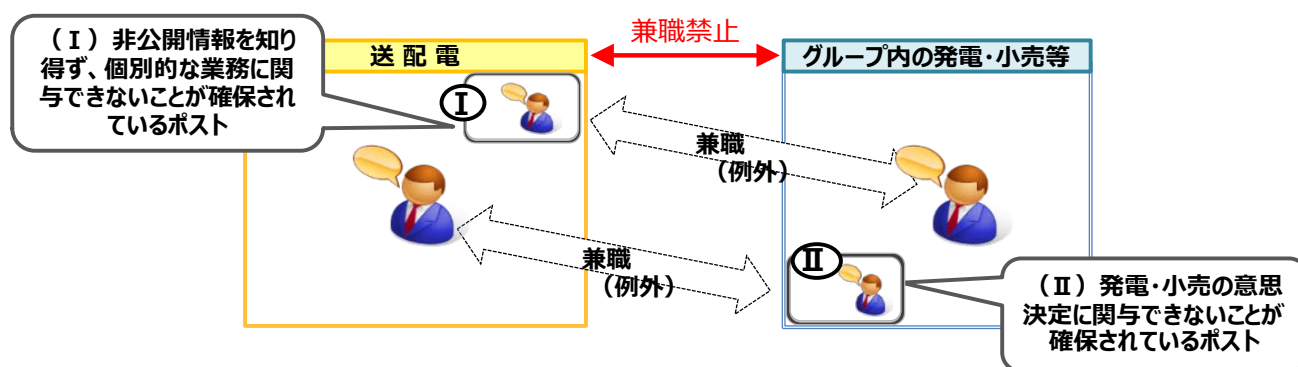 兼職禁止
（Ⅰ）非公開情報を知り
得ず、個別的な業務に関
与できないことが確保され
ているポスト
送 配 電
グループ内の発電・小売等
Ⅰ
兼職
（例外）
兼職
（例外）
Ⅱ
（Ⅱ）発電・小売の意思
決定に関与できないことが
確保されているポスト